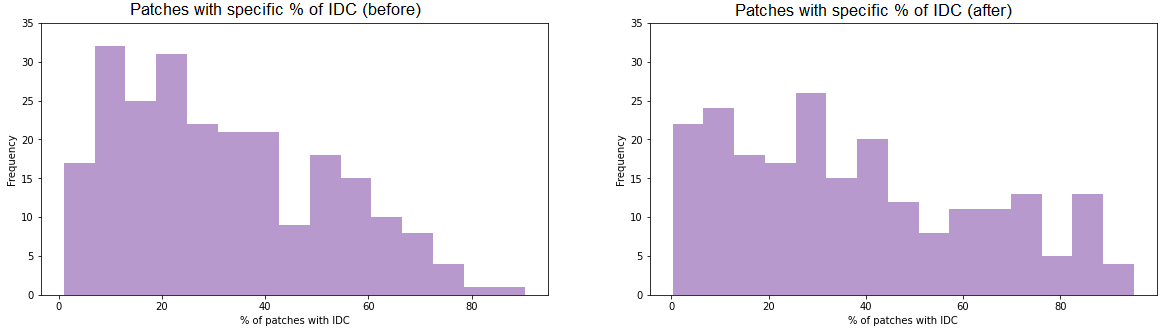 Patches with specific % of IDC (before)
35
30
25
20
15
10
5
0
Frequency
0 20 40 60 80
% of patches with IDC
Patches with specific % of IDC (after)
35
30
25
20
15
10
5
0
Frequency
0 20 40 60 80
% of patches with IDC